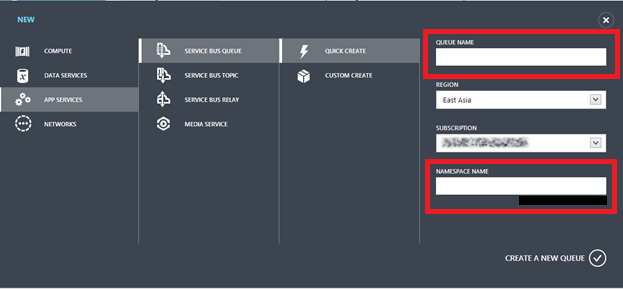 NEW
COMPUTE
DATA SERVICES
APP SERVICES
NETWORKS
SERVICE BUS QUEUE
SERVICE BUS TOPIC
SERVICE BUS RELAY
MEDIA SERVICE
QUICK CREATE
CUSTOM CREATE
QUEUE NAME
REGION
East Asia
SUBSCRIPTION
NAMESPACE NAME
CREATE A NEW QUEUE